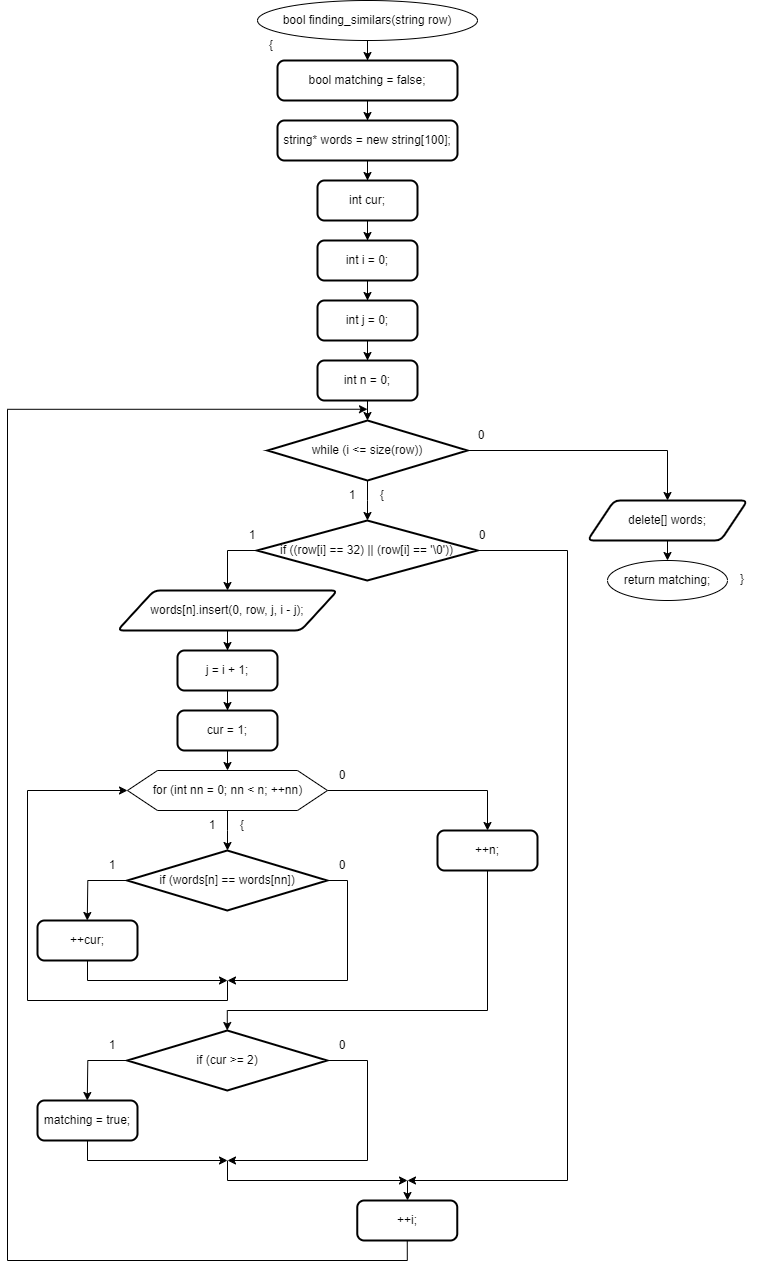 bool finding_similars(string row)
{
bool matching = false;
string* words = new string[100];
int cur;
int i = 0;
int j = 0;
int n = 0;
while (i <= size(row))
0
1
{
delete[] words;
return matching;
}
if ((row[i] == 32) || (row[i] == '\0'))
1
0
words[n].insert(0, row, j, i - j);
j = i + 1;
cur = 1;
for (int nn = 0; nn < n; ++nn)
0
1
{
++n;
if (words[n] == words[nn])
1
0
++cur;
if (cur >= 2)
1
0
matching = true;
++i;